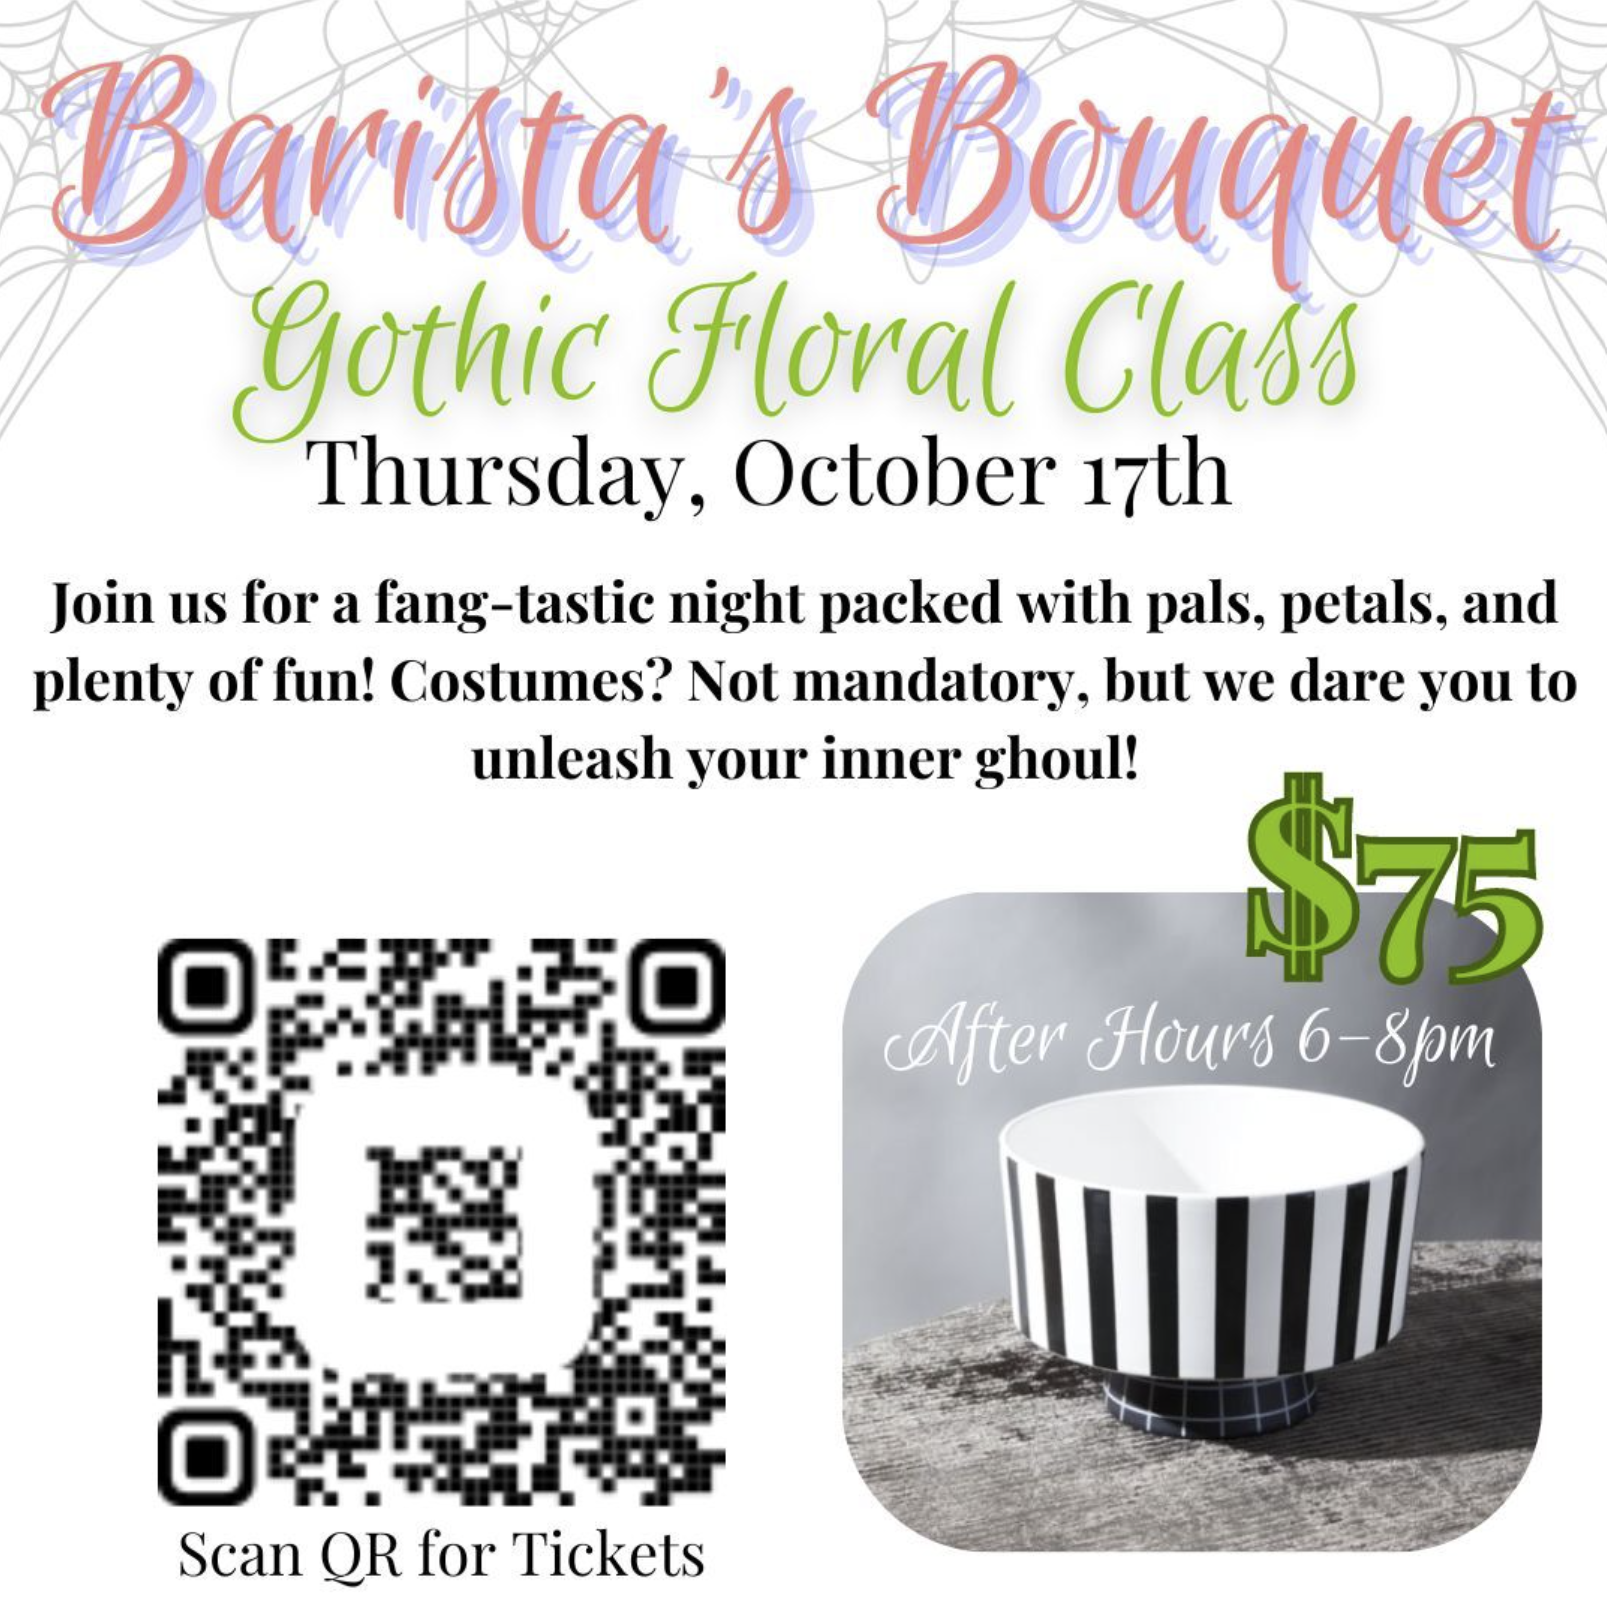 Barista's Bouquet
Gothic Floral Class
Thursday, October 17th
Join us for a fang-tastic night packed with pals, petals, and
plenty of fun! Costumes? Not mandatory, but we dare you to
unleash your inner ghoul!
$75
After Hours 6-8pm
Scan QR for Tickets